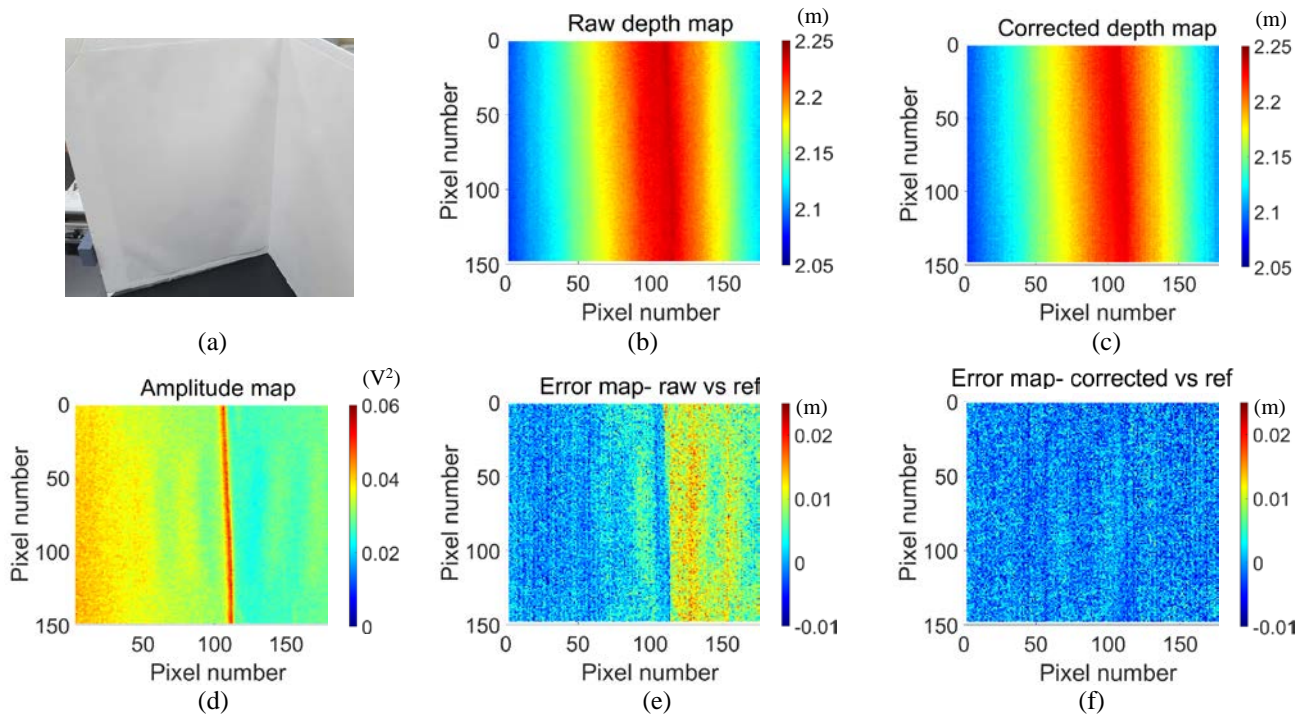 Raw depth map
(m)
Pixel number
0
50
100
150
0
50
100
150
Pixel number
2.25
2.2
2.15
2.1
2.05
Corrected depth map
(m)
Pixel number
0
50
100
150
0
50
100
150
Pixel number
2.25
2.2
2.15
2.1
2.05
(a)
(b)
(c)
Amplitude map
(V²)
Pixel number
0
50
100
150
50
100
150
Pixel number
0.06
0.04
0.02
0
Error map- raw vs ref
(m)
Pixel number
0
50
100
150
0
50
100
150
Pixel number
0.02
0.01
0
-0.01
Error map- corrected vs ref
(m)
Pixel number
0
50
100
150
0
50
100
150
Pixel number
0.02
0.01
0
-0.01
(d)
(e)
(f)